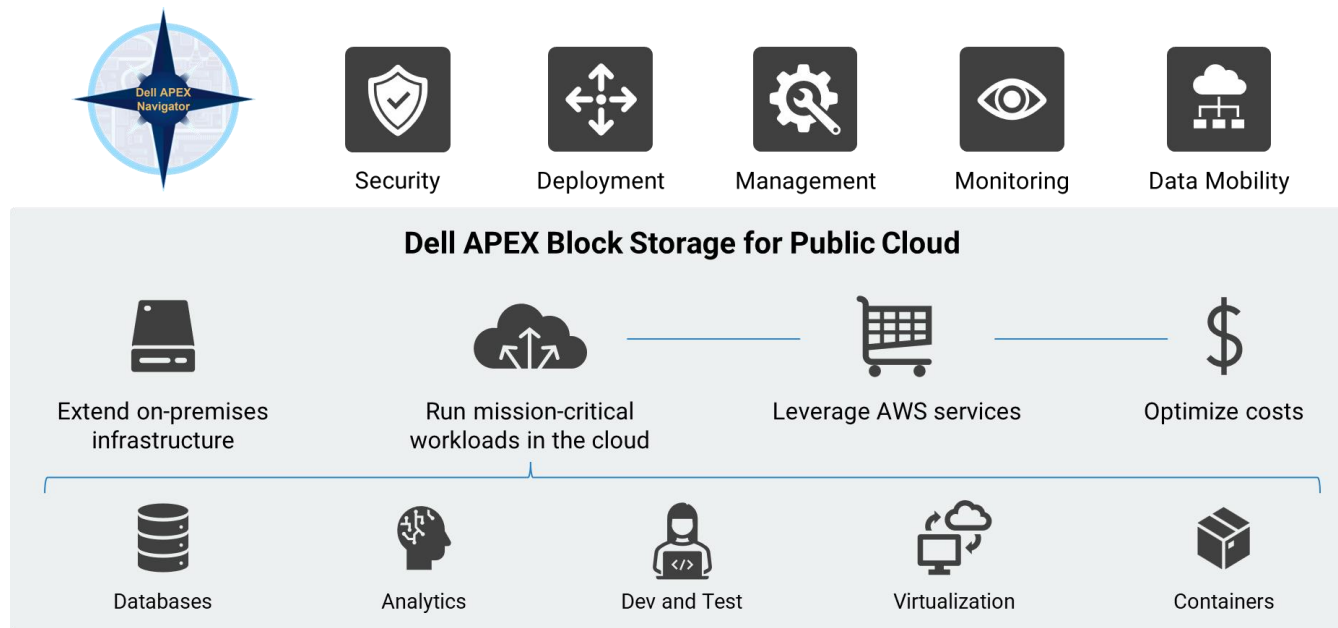 Dell APEX
Navigator
Security
Deployment
Management
Monitoring
Data Mobility
Dell APEX Block Storage for Public Cloud
Extend on-premises
infrastructure
Run mission-critical
workloads in the cloud
Leverage AWS services
Optimize costs
Databases
Analytics
</>
Dev and Test
Virtualization
Containers